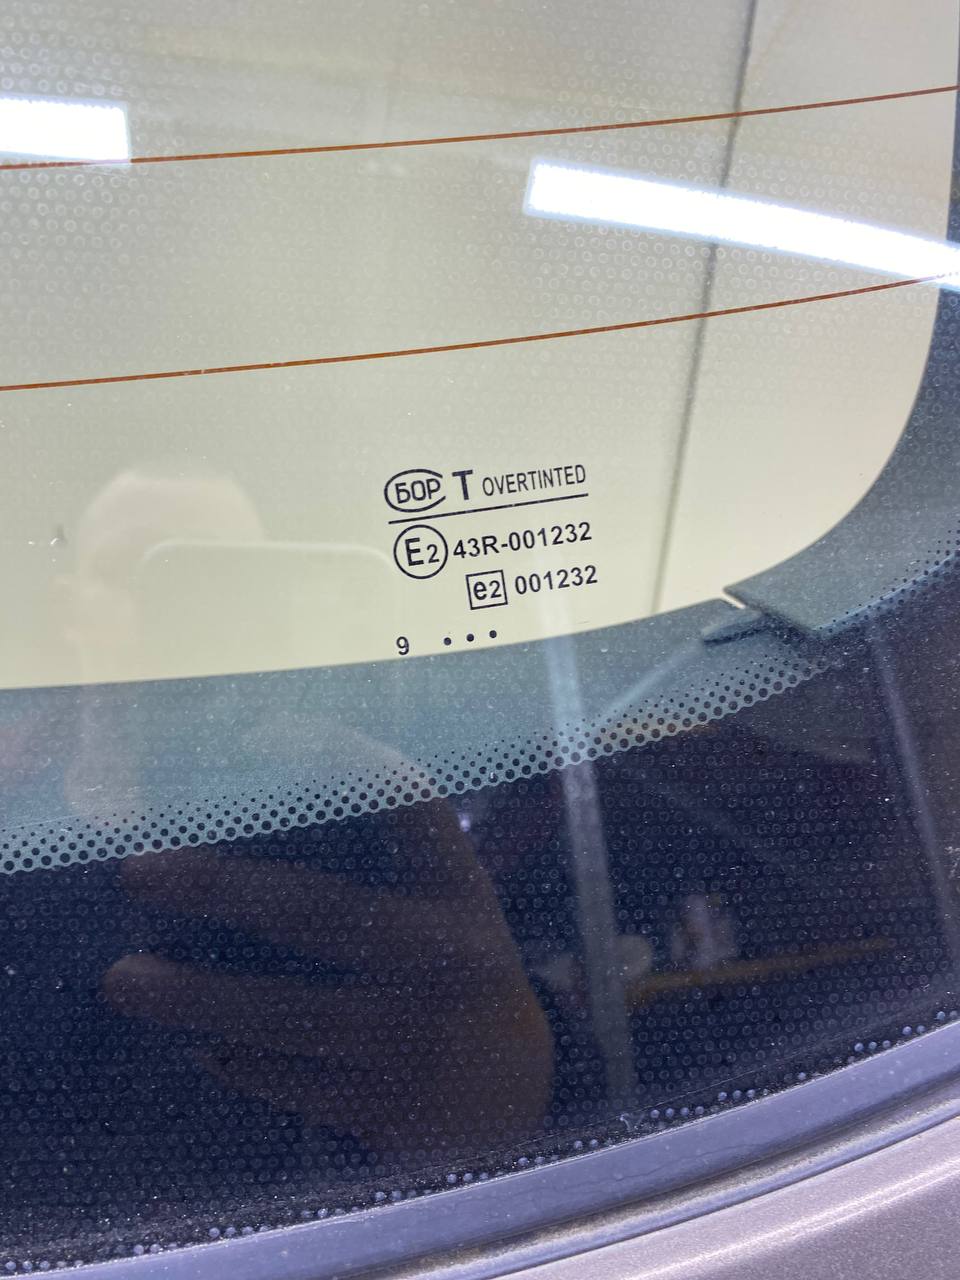 БОР T OVERTINTED
E2 43R-001232
e2 001232
9 • • •